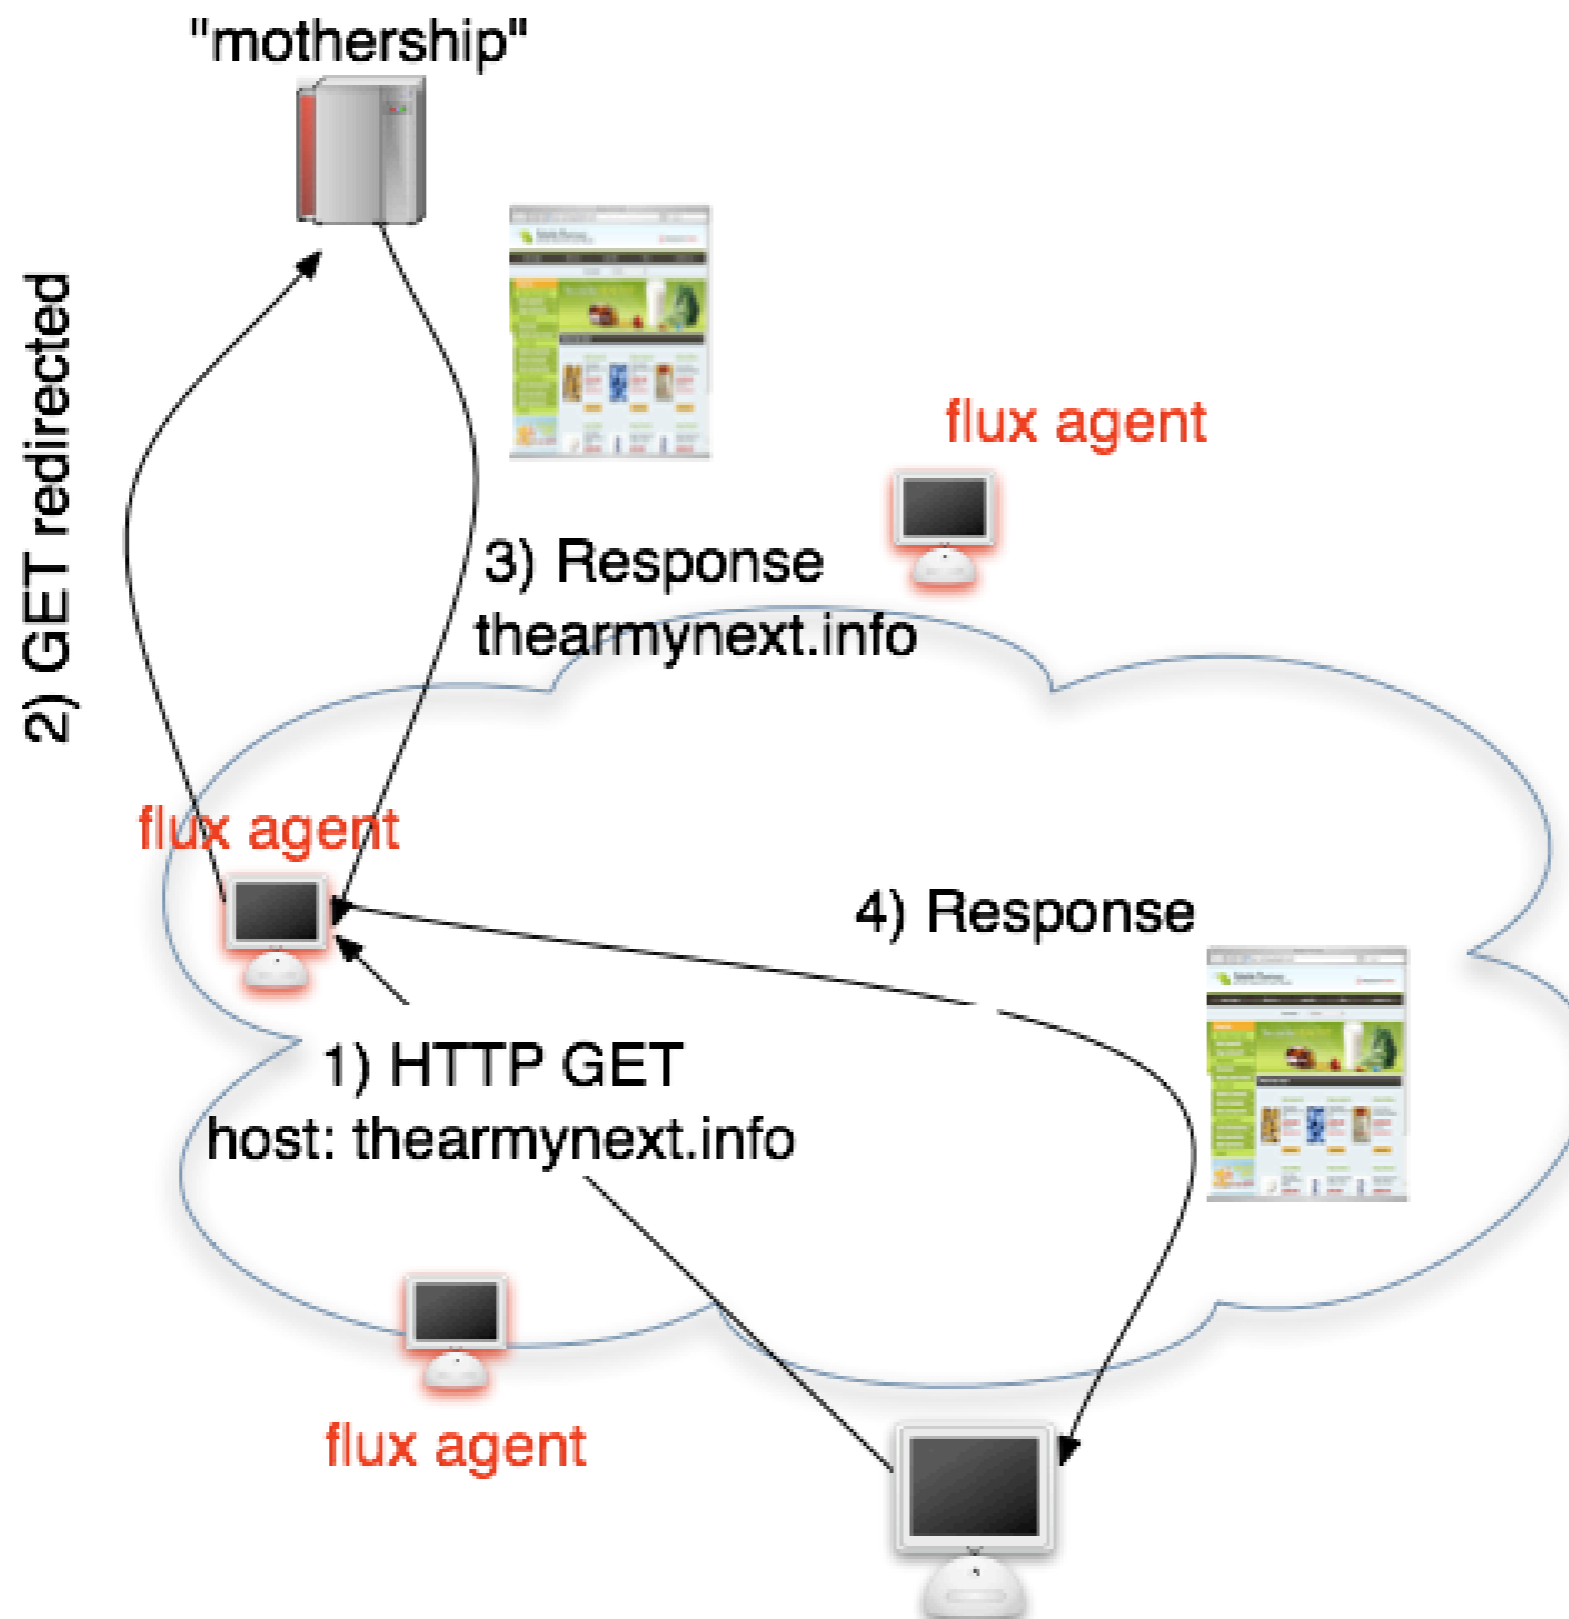 "mothership"
2) GET redirected
flux agent
3) Response
thearmynext.info
flux agent
4) Response
1) HTTP GET
host: thearmynext.info
flux agent